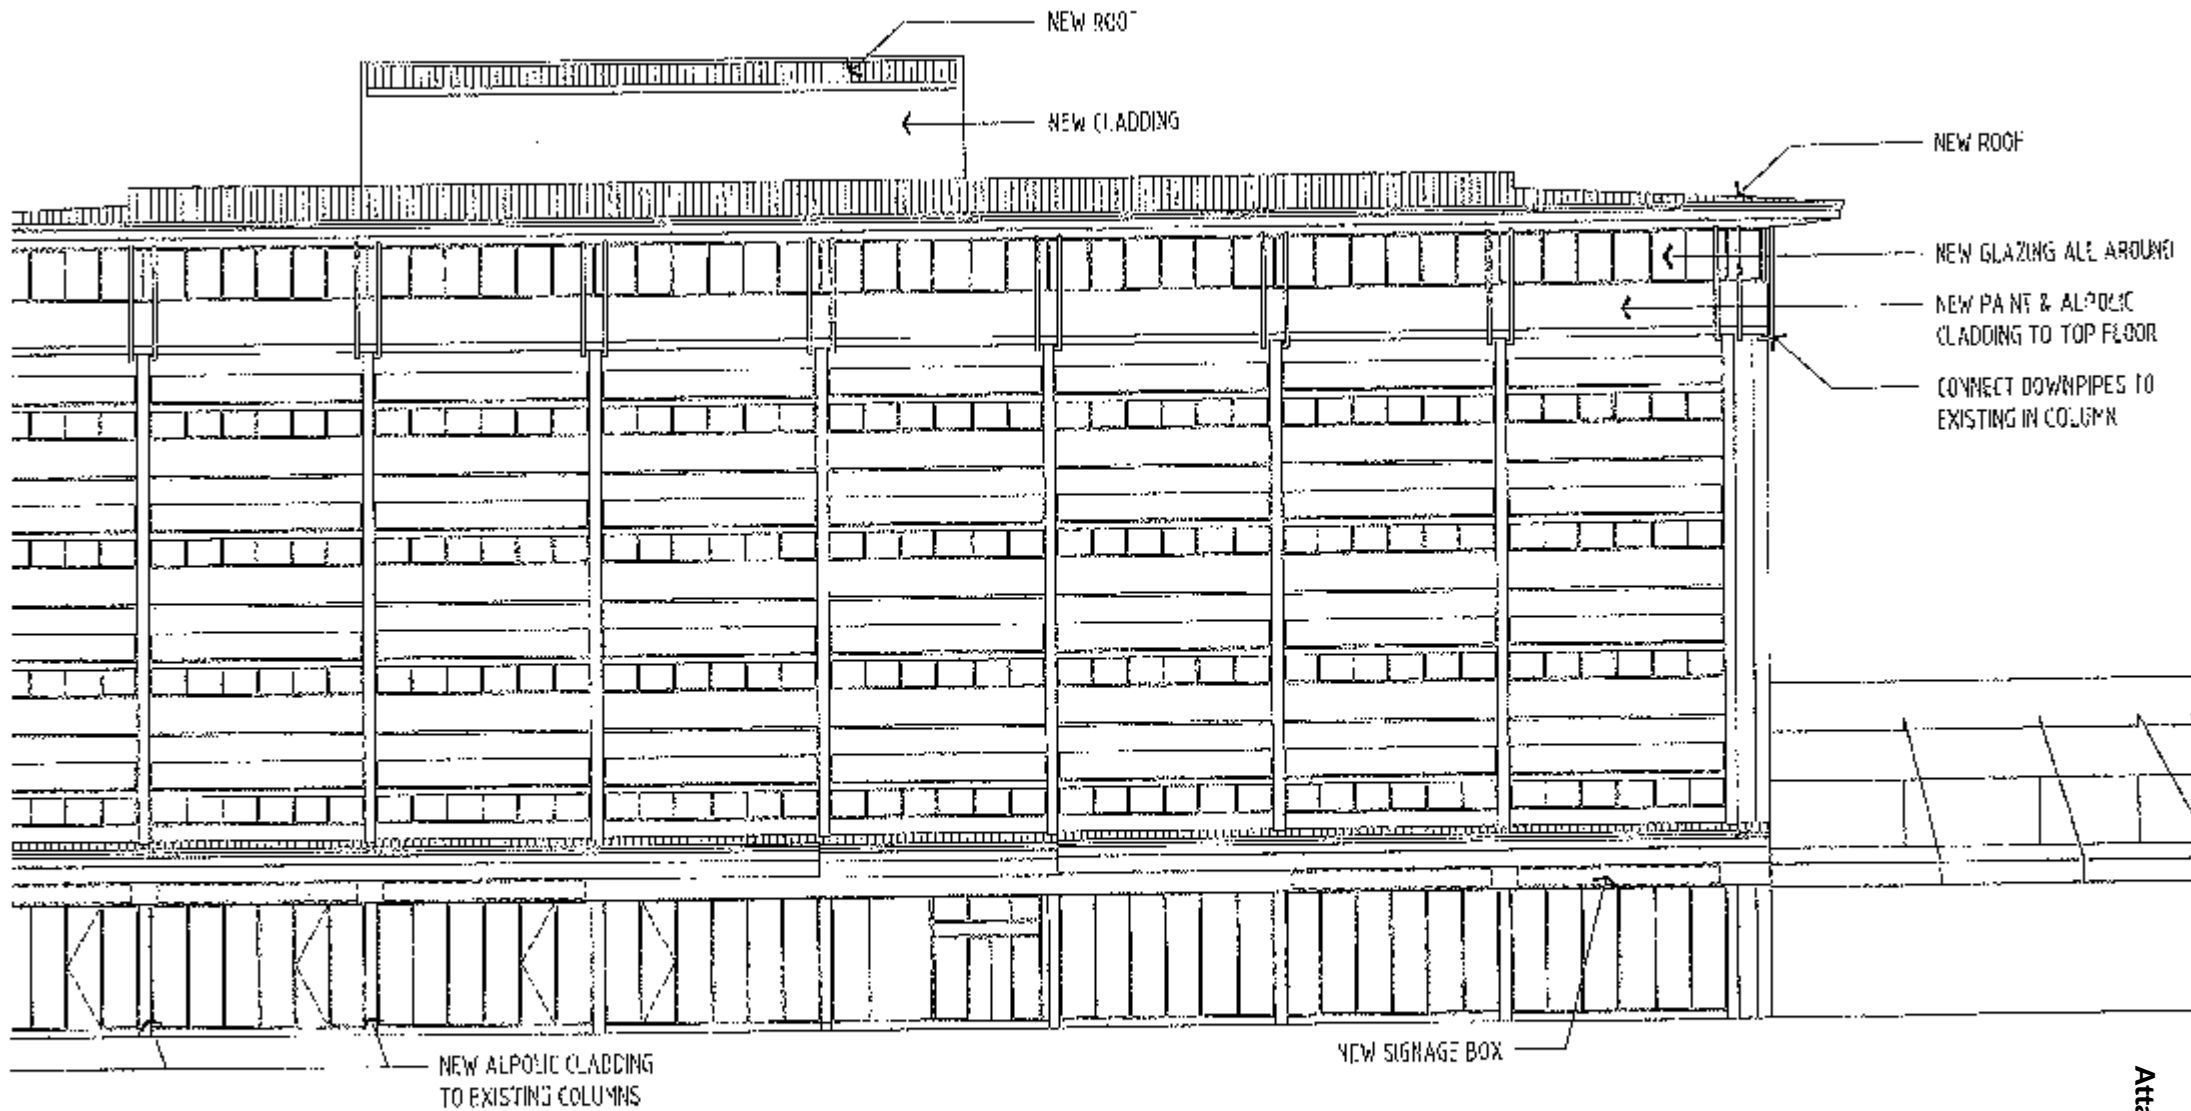 NEW ROOF
NEW CLADDING
NEW ROOF
NEW GLAZING ALL AROUND
NEW PAINT & ALPOLIC
CLADDING TO TOP FLOOR
CONNECT DOWNPIPES TO
EXISTING IN COLUMN
NEW ALPOLIC CLADDING
TO EXISTING COLUMNS
NEW SIGNAGE BOX
Atta